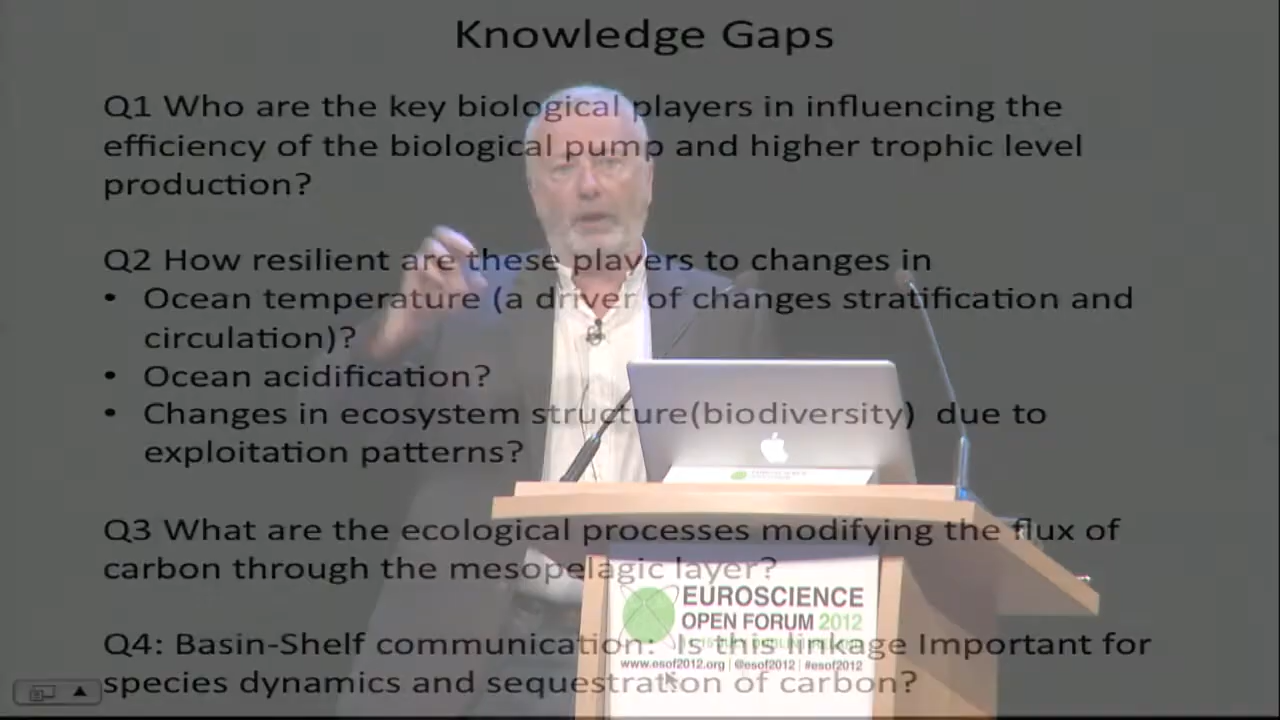 Knowledge Gaps
Q1 Who are the key biological players in influencing the
efficiency of the biological pump and higher trophic level
production?
Q2 How resilient are these players to changes in
• Ocean temperature (a driver of changes stratification and
circulation)?
• Ocean acidification?
• Changes in ecosystem structure(biodiversity) due to
exploitation patterns?
Q3 What are the ecological processes modifying the flux of
carbon through the mesopelagic layer?
Q4: Basin-Shelf communication: Is this linkage Important for
species dynamics and sequestration of carbon?
EUROSCIENCE
OPEN FORUM 2012
www.esof2012.org | @esof2012 | #esof2012